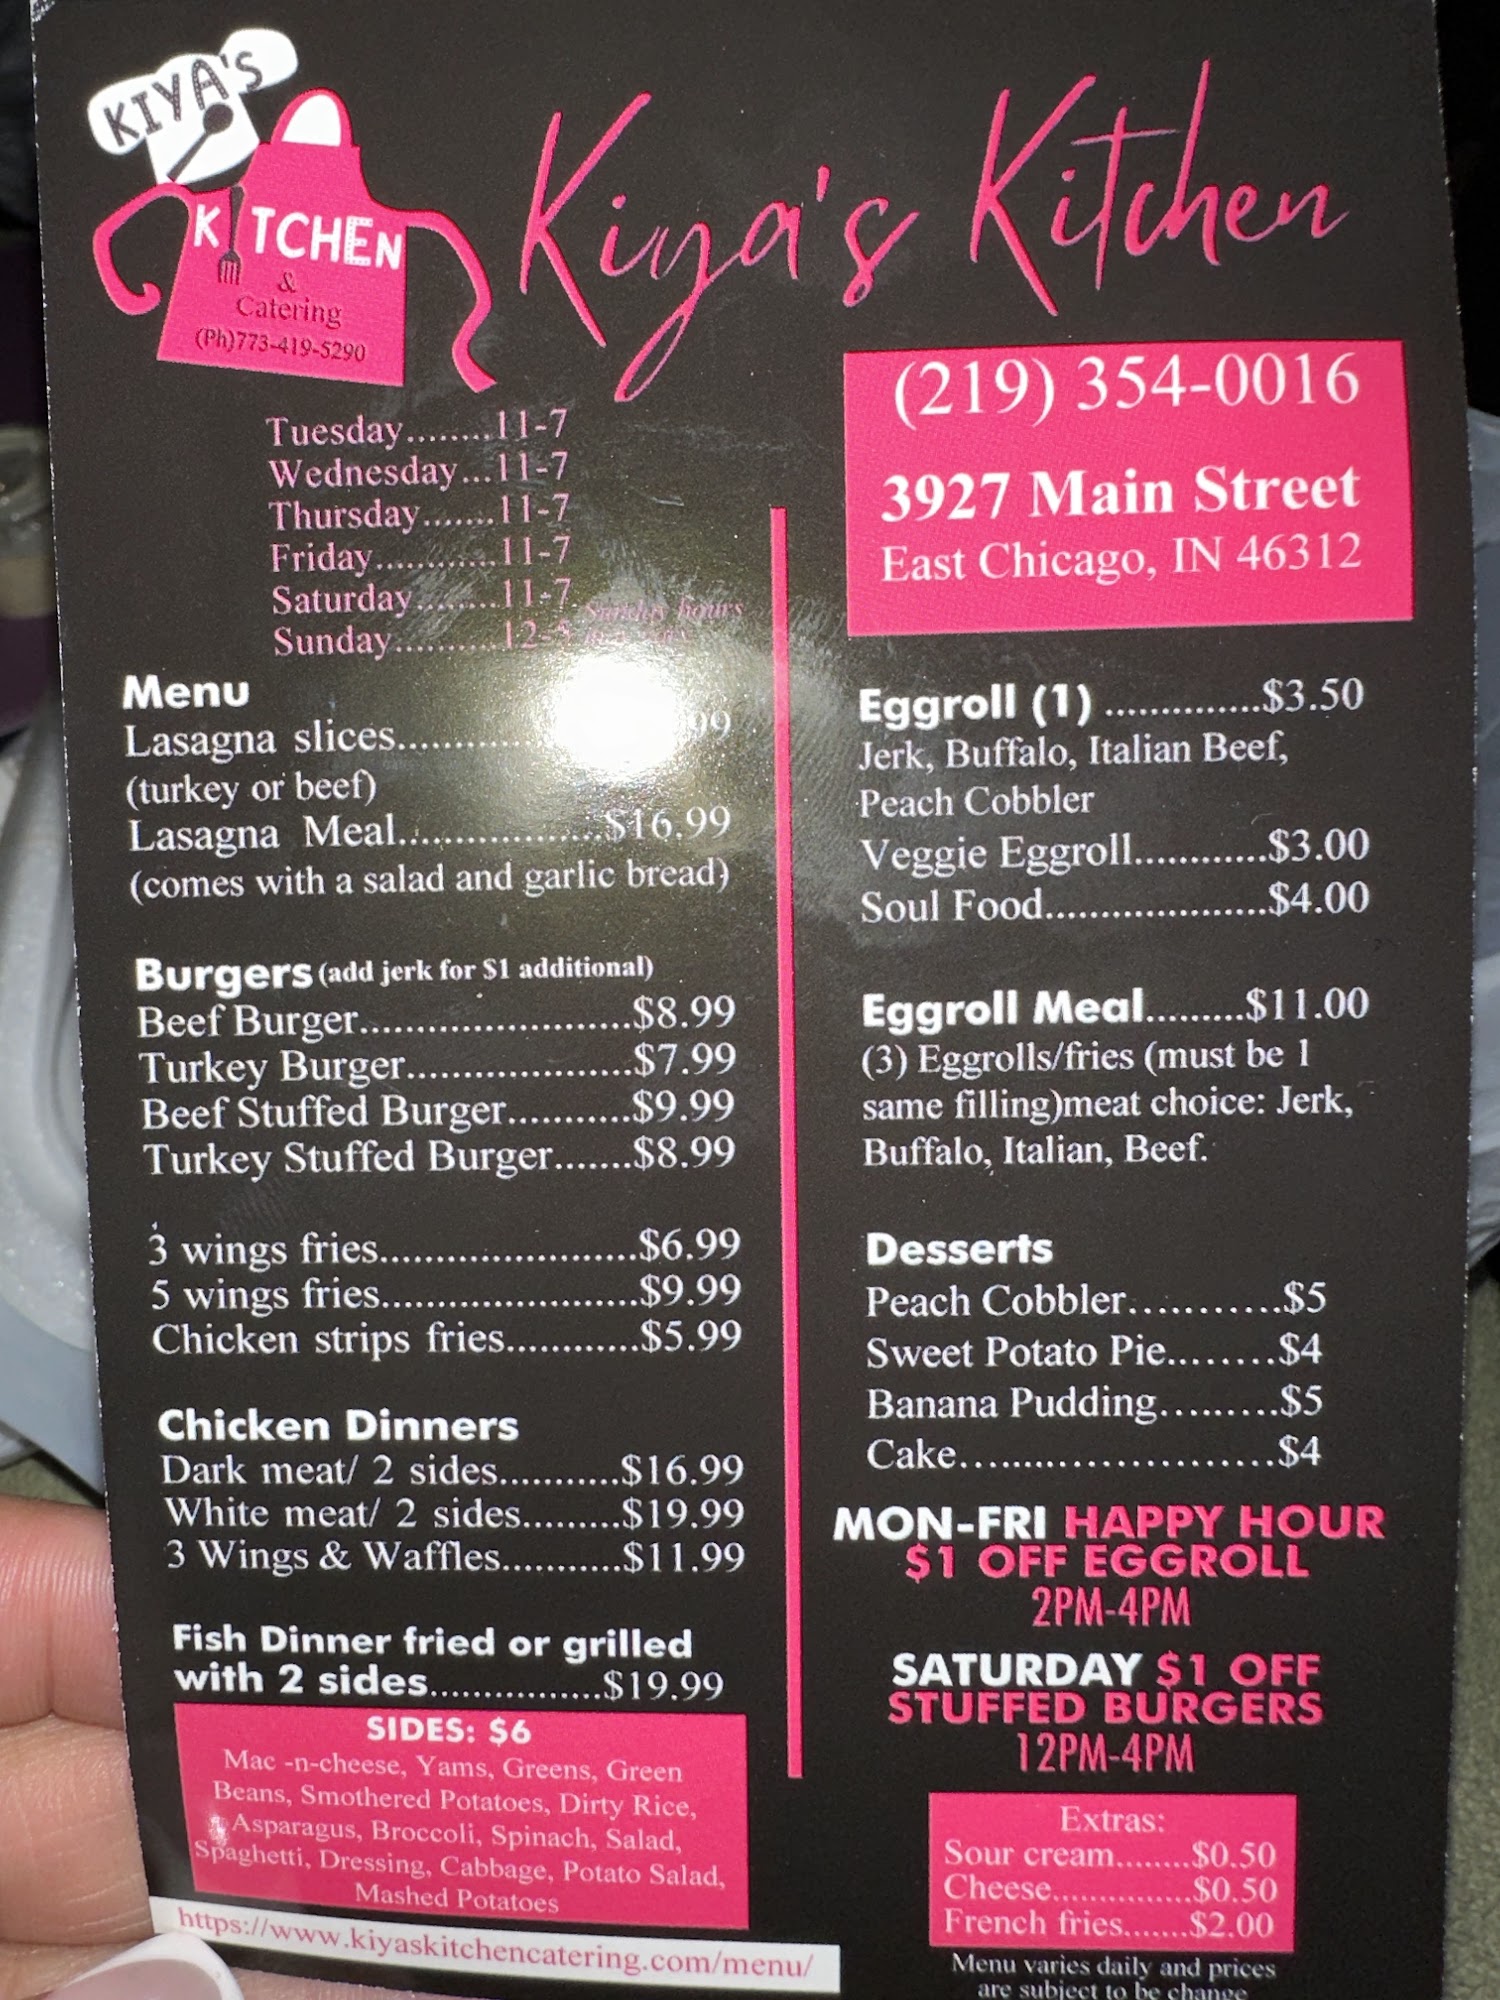 KIYA'S
KITCHEN
&
Catering
(Ph)773-419-5290
Kiya's Kitchen
(219) 354-0016
3927 Main Street
East Chicago, IN 46312
Tuesday........11-7
Wednesday...11-7
Thursday.......11-7
Friday............11-7
Saturday........11-7
Sunday..........12-5 Sunday hours
Menu
Lasagna slices............99
(turkey or beef)
Lasagna Meal..................$16.99
(comes with a salad and garlic bread)
Burgers (add jerk for $1 additional)
Beef Burger.........................$8.99
Turkey Burger.....................$7.99
Beef Stuffed Burger...........$9.99
Turkey Stuffed Burger.......$8.99
3 wings fries.......................$6.99
5 wings fries.......................$9.99
Chicken strips fries............$5.99
Chicken Dinners
Dark meat/ 2 sides...........$16.99
White meat/ 2 sides.........$19.99
3 Wings & Waffles...........$11.99
Fish Dinner fried or grilled
with 2 sides................$19.99
SIDES: $6
Mac -n-cheese, Yams, Greens, Green
Beans, Smothered Potatoes, Dirty Rice,
Asparagus, Broccoli, Spinach, Salad,
Spaghetti, Dressing, Cabbage, Potato Salad,
Mashed Potatoes
https://www.kiyaskitchencatering.com/menu/
Eggroll (1) ..............$3.50
Jerk, Buffalo, Italian Beef,
Peach Cobbler
Veggie Eggroll............$3.00
Soul Food....................$4.00
Eggroll Meal.........$11.00
(3) Eggrolls/fries (must be 1
same filling)meat choice: Jerk,
Buffalo, Italian, Beef.
Desserts
Peach Cobbler...........$5
Sweet Potato Pie........$4
Banana Pudding.........$5
Cake...........................$4
MON-FRI HAPPY HOUR
$1 OFF EGGROLL
2PM-4PM
SATURDAY $1 OFF
STUFFED BURGERS
12PM-4PM
Extras:
Sour cream........$0.50
Cheese...............$0.50
French fries.......$2.00
Menu varies daily and prices
are subject to be change